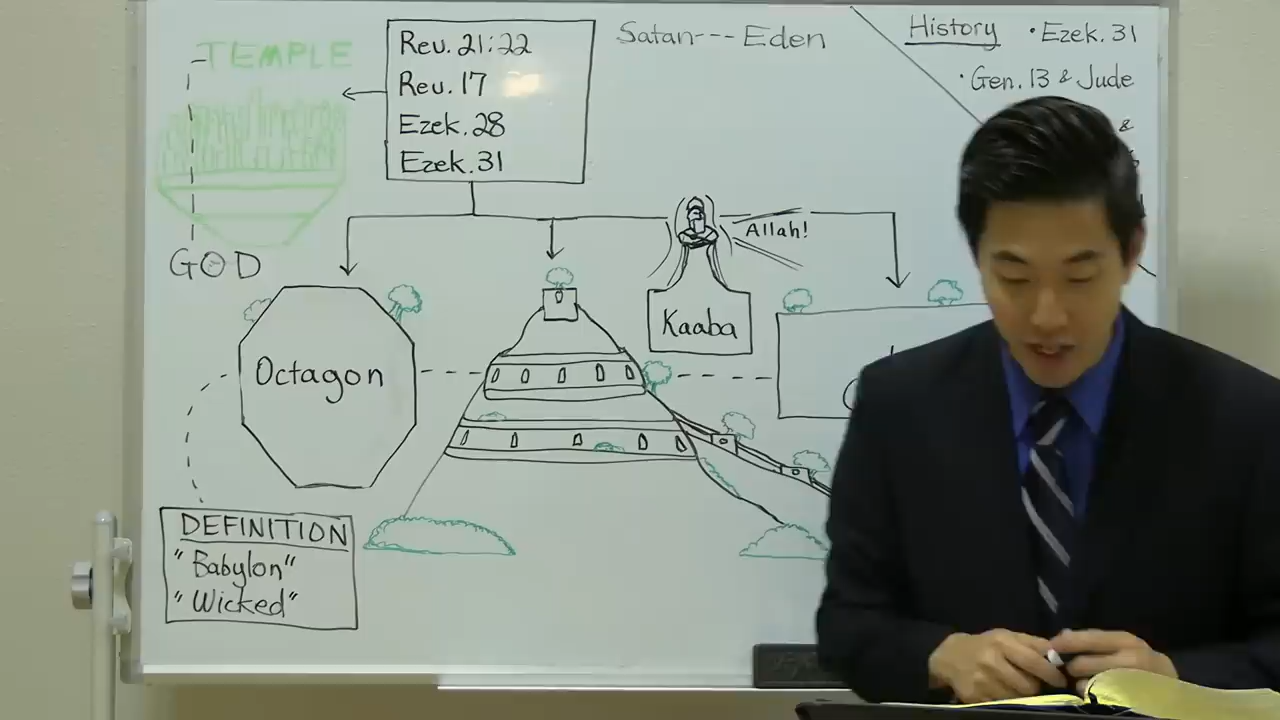 TEMPLE
Rev. 21:22
Rev. 17
Ezek. 28
Ezek. 31
Satan---Eden
History
• Ezek. 31
• Gen. 13 & Jude
&
GOD
Allah!
Octagon
Kaaba
DEFINITION
"Babylon"
"Wicked"